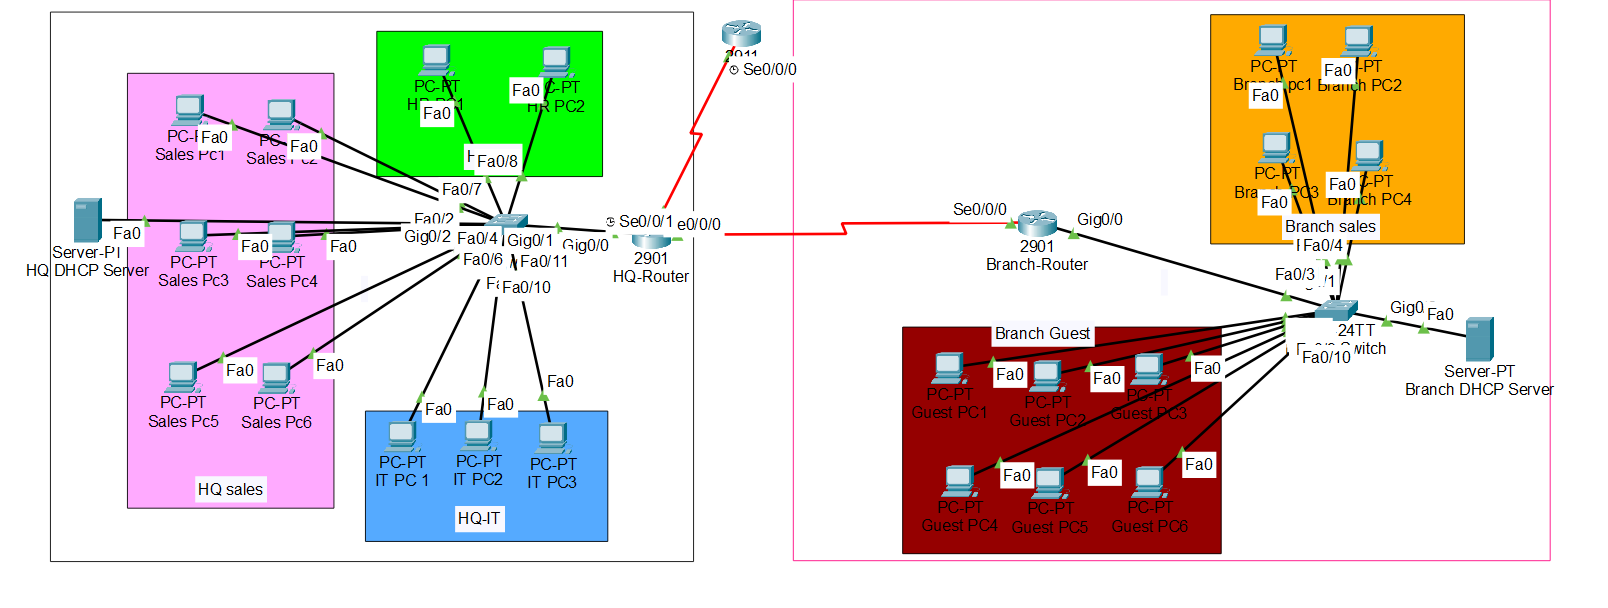 PC-PT
HR PC1
Fa0
Fa0
C-PT
HR PC2
Fa0/8
PC-PT
Sales Pc1
Fa0
PC
Sales Pc2
Fa0
Fa0/7
Server-PT
HQ DHCP Server
Fa0
Fa0/2
Gig0/2
Fa0/4
Gig0/1
Fa0/6
Fa0/11
Fa0/10
Gig0/0
PC-PT
Sales Pc3
Fa0
PC-PT
Sales Pc4
Fa0
PC-PT
Sales Pc5
Fa0
PC-PT
Sales Pc6
Fa0
HQ sales
Fa0
Fa0
Fa0
PC-PT
IT PC 1
PC-PT
IT PC2
PC-PT
IT PC3
HQ-IT
2911
Se0/0/0
Se0/0/1
e0/0/0
2901
HQ-Router
Se0/0/0
Gig0/0
2901
Branch-Router
PC-PT
Branch pc1
Fa0
Fa0
-PT
Branch PC2
PC-PT
Fa0
Fa0
C-PT
Branch PC4
Branch sales
Fa0/4
Fa0/3
Gig0
Fa0
24TT
Switch
Fa0/10
Server-PT
Branch DHCP Server
Branch Guest
PC-PT
Guest PC1
Fa0
PC-PT
Guest PC2
Fa0
PC-PT
Guest PC3
Fa0
PC-PT
Guest PC4
Fa0
PC-PT
Guest PC5
Fa0
PC-PT
Guest PC6
Fa0